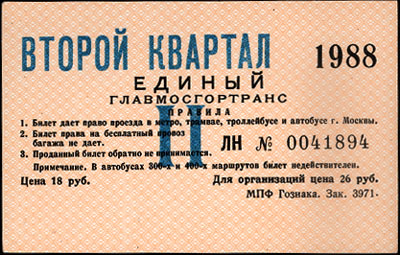 ВТОРОЙ КВАРТАЛ 1988
ЕДИНЫЙ
ГЛАВМОСГОРТРАНС
ПРАВИЛА
II
1. Билет дает право проезда в метро, трамвае, троллейбусе и автобусе г. Москвы.
2. Билет права на бесплатный провоз
багажа не дает.
ЛН № 0041894
3. Проданный билет обратно не принимается.
Примечание. В автобусах 300-х и 400-х маршрутов билет недействителен.
Цена 18 руб. Для организаций цена 26 руб.
МПФ Гознака. Зак. 3971.